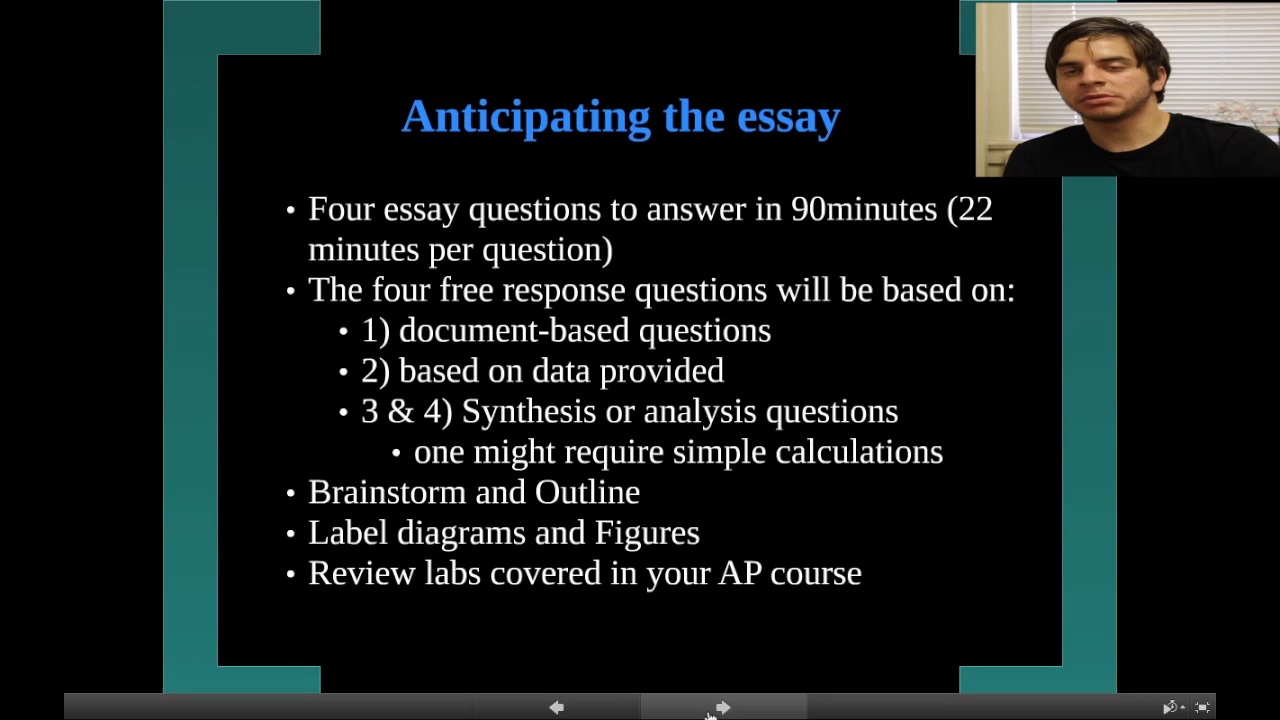 Anticipating the essay
• Four essay questions to answer in 90minutes (22
minutes per question)
• The four free response questions will be based on:
• 1) document-based questions
• 2) based on data provided
• 3 & 4) Synthesis or analysis questions
• one might require simple calculations
• Brainstorm and Outline
• Label diagrams and Figures
• Review labs covered in your AP course